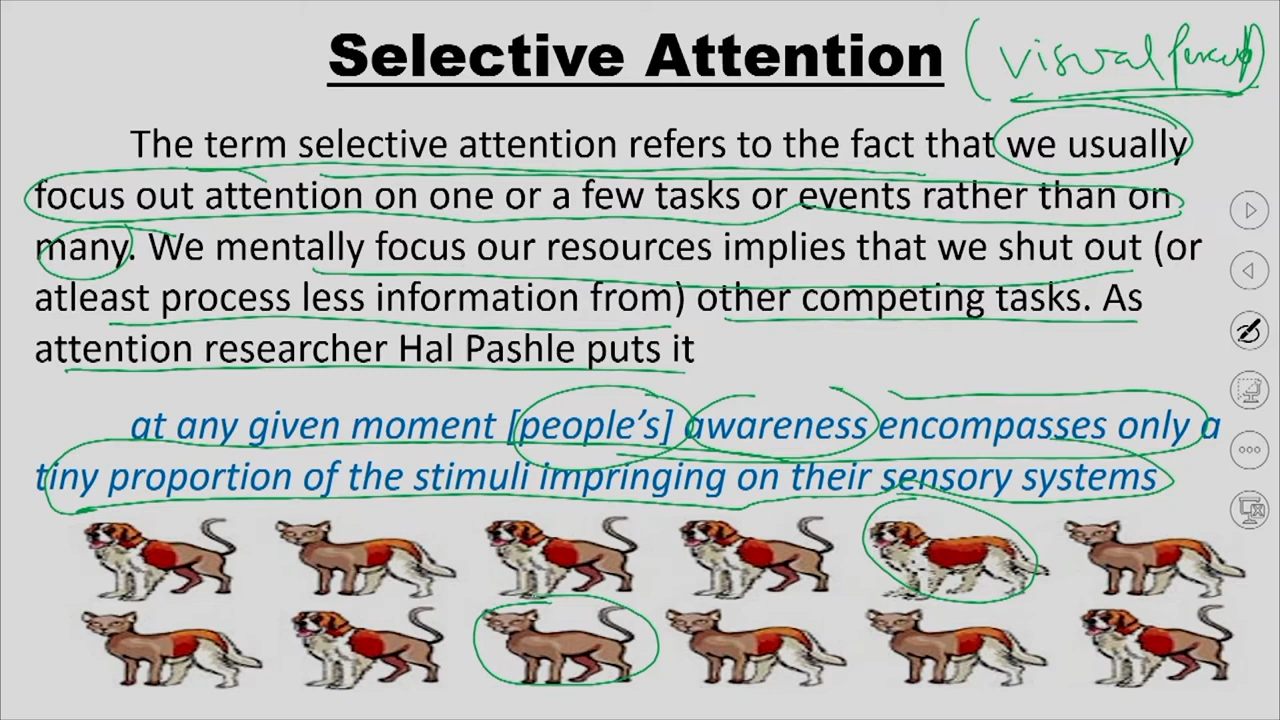 Selective Attention (visual
The term selective attention refers to the fact that we usually
focus out attention on one or a few tasks or events rather than on
many. We mentally focus our resources implies that we shut out (or
atleast process less information from) other competing tasks. As
attention researcher Hal Pashle puts it
at any given moment [people's] awareness encompasses only a
tiny proportion of the stimuli impringing on their sensory systems